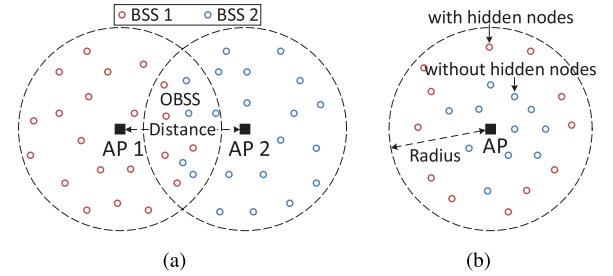 BSS 1 BSS 2
OBSS
Distance
AP 1 AP 2
(a)
with hidden nodes
without hidden nodes
AP
Radius
(b)